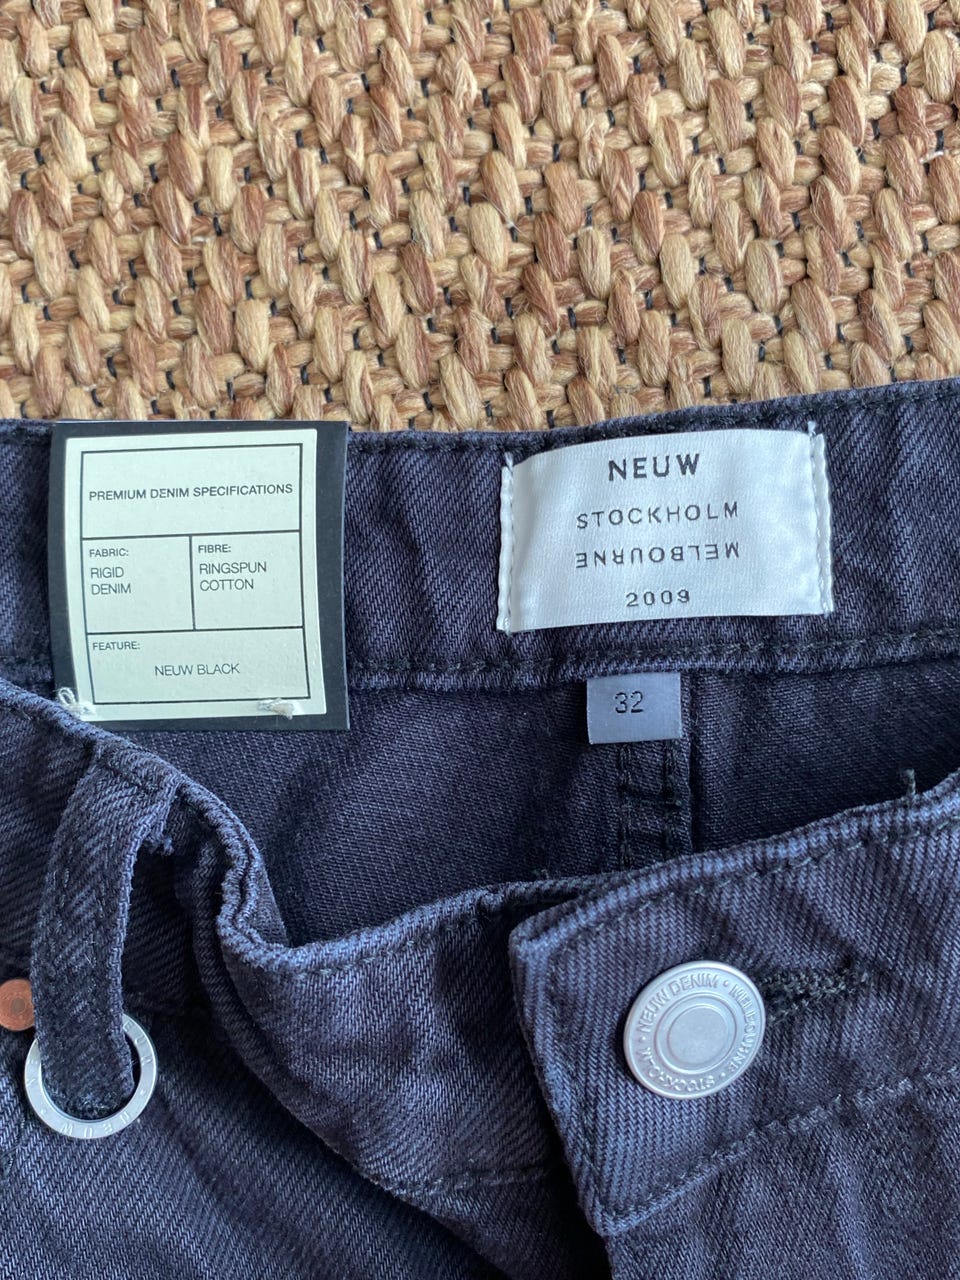 PREMIUM DENIM SPECIFICATIONS
FABRIC:
RIGID
DENIM
FIBRE:
RINGSPUN
COTTON
FEATURE:
NEUW BLACK
NEUW
STOCKHOLM
MELBOURNE
2009
32
NEUW DENIM • MELBOURNE • STOCKHOLM •
NEUW